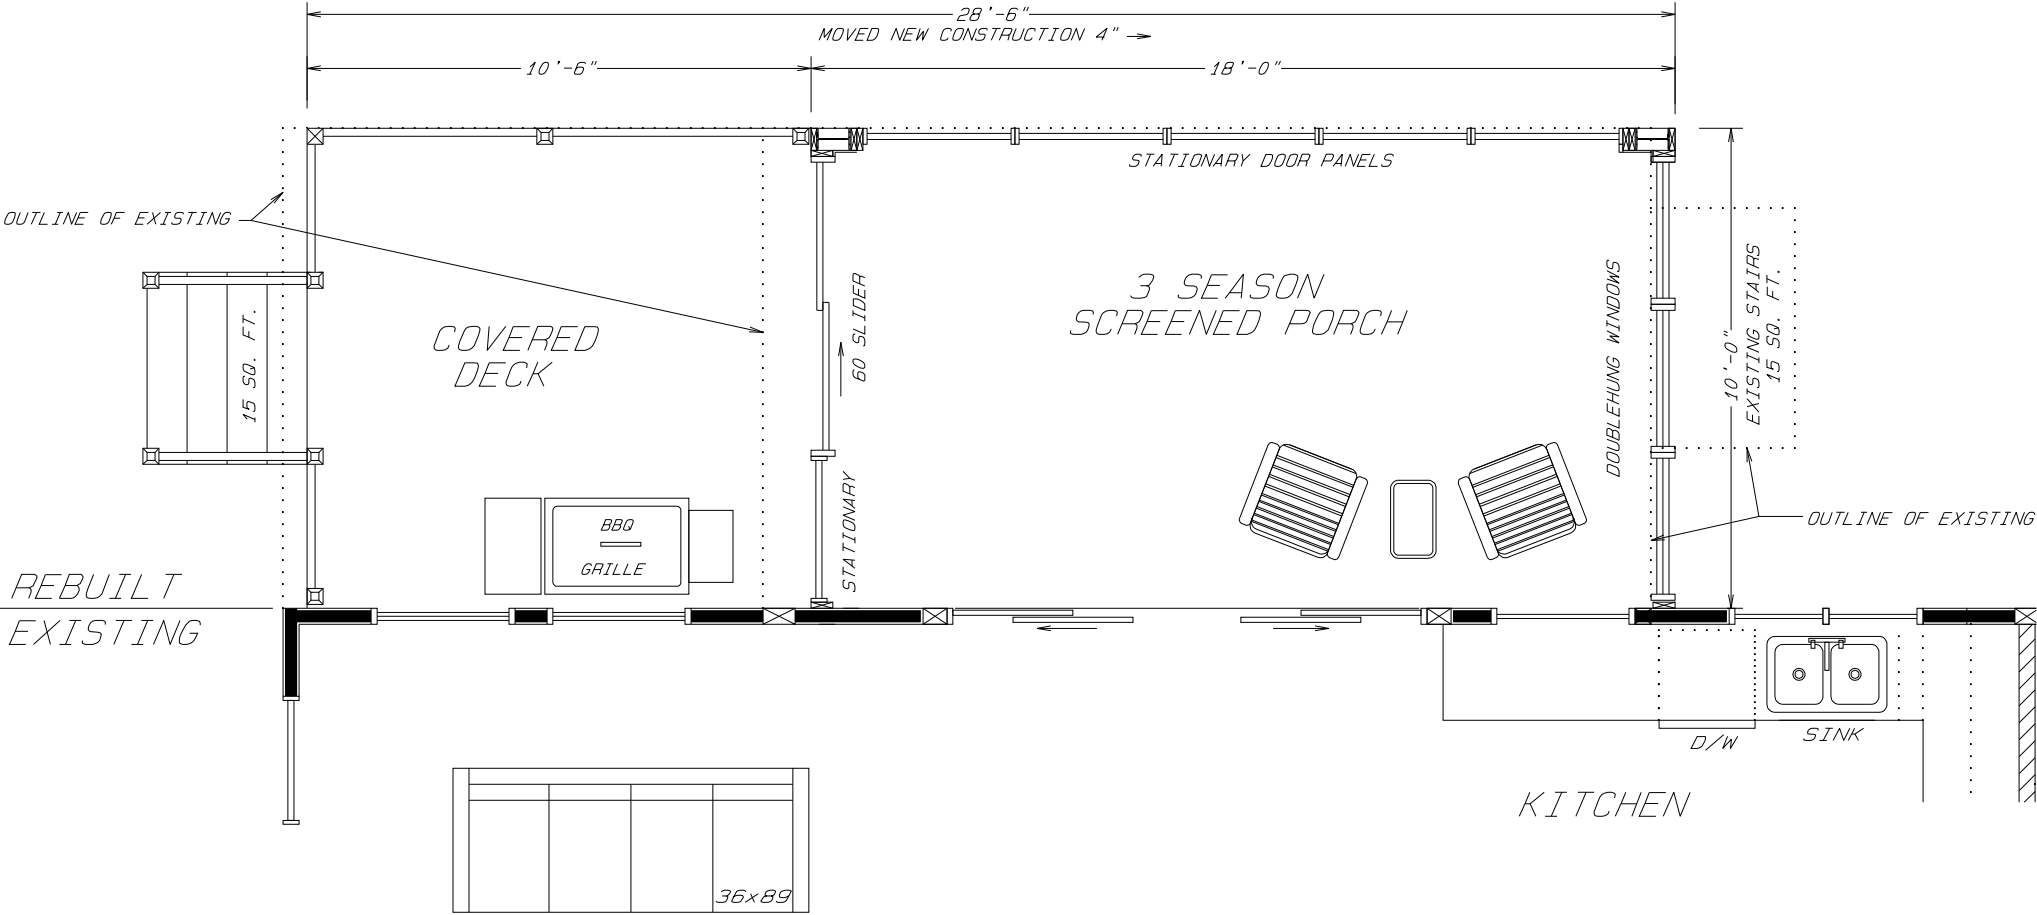 28'-6"
MOVED NEW CONSTRUCTION 4"
10'-6"
18'-0"
STATIONARY DOOR PANELS
OUTLINE OF EXISTING
15 SQ. FT.
COVERED
DECK
60 SLIDER
3 SEASON
SCREENED PORCH
DOUBLEHUNG WINDOWS
10'-0"
EXISTING STAIRS
15 SQ. FT.
STATIONARY
BBQ
GRILLE
OUTLINE OF EXISTING
REBUILT
EXISTING
D/W
SINK
KITCHEN
36x89